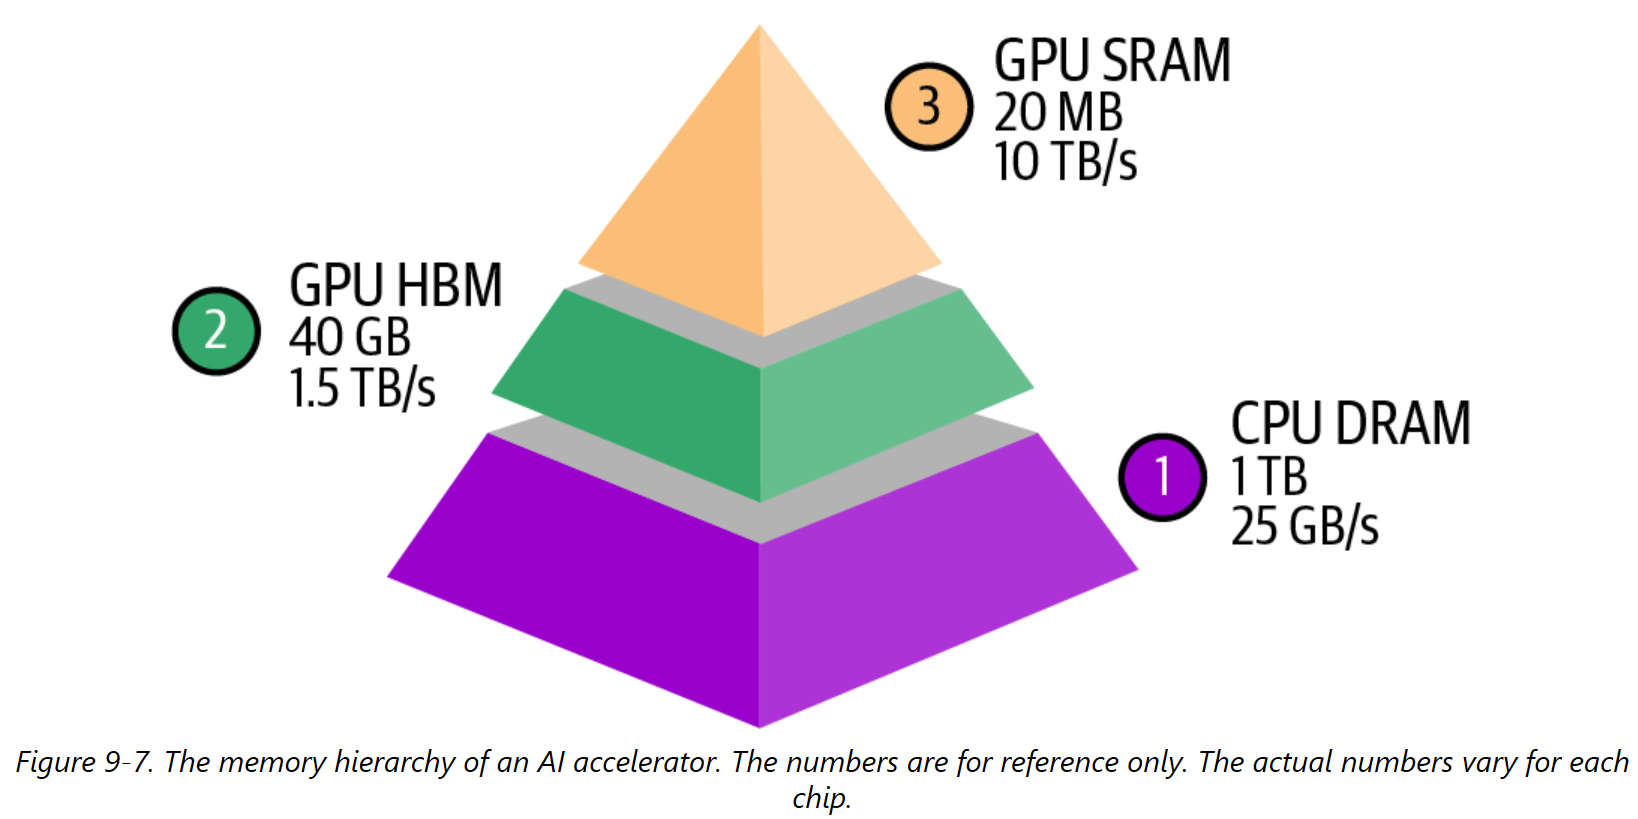 3
GPU SRAM
20 MB
10 TB/s
2
GPU HBM
40 GB
1.5 TB/s
1
CPU DRAM
1 TB
25 GB/s
Figure 9-7. The memory hierarchy of an AI accelerator. The numbers are for reference only. The actual numbers vary for each
chip.